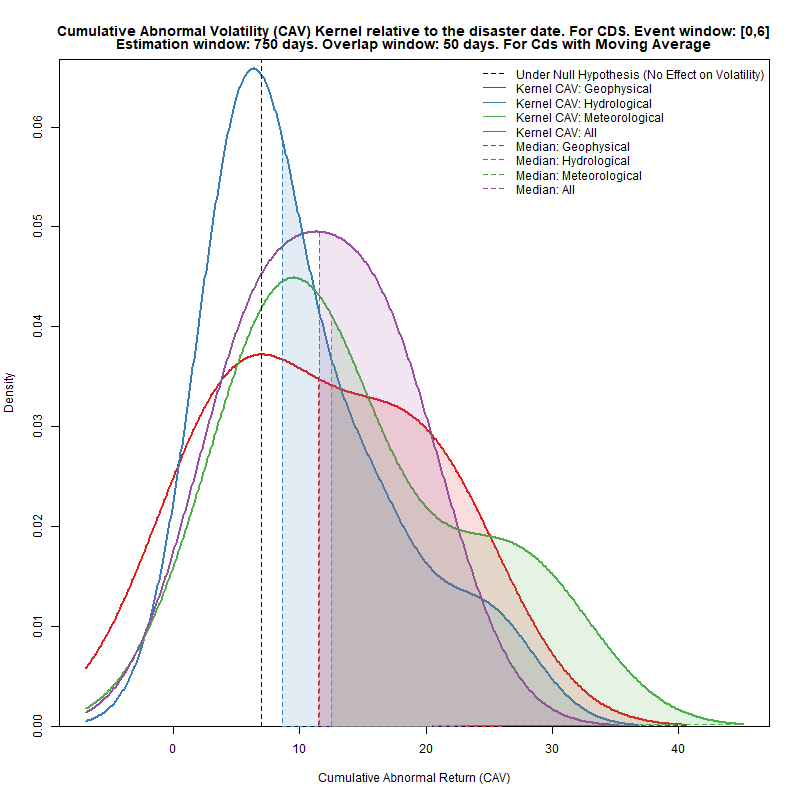 Cumulative Abnormal Volatility (CAV) Kernel relative to the disaster date. For CDS. Event window: [0,6]
Estimation window: 750 days. Overlap window: 50 days. For Cds with Moving Average
Under Null Hypothesis (No Effect on Volatility)
Kernel CAV: Geophysical
Kernel CAV: Hydrological
Kernel CAV: Meteorological
Kernel CAV: All
Median: Geophysical
Median: Hydrological
Median: Meteorological
Median: All
Density
0.06
0.05
0.04
0.03
0.02
0.01
0.00
0 10 20 30 40
Cumulative Abnormal Return (CAV)